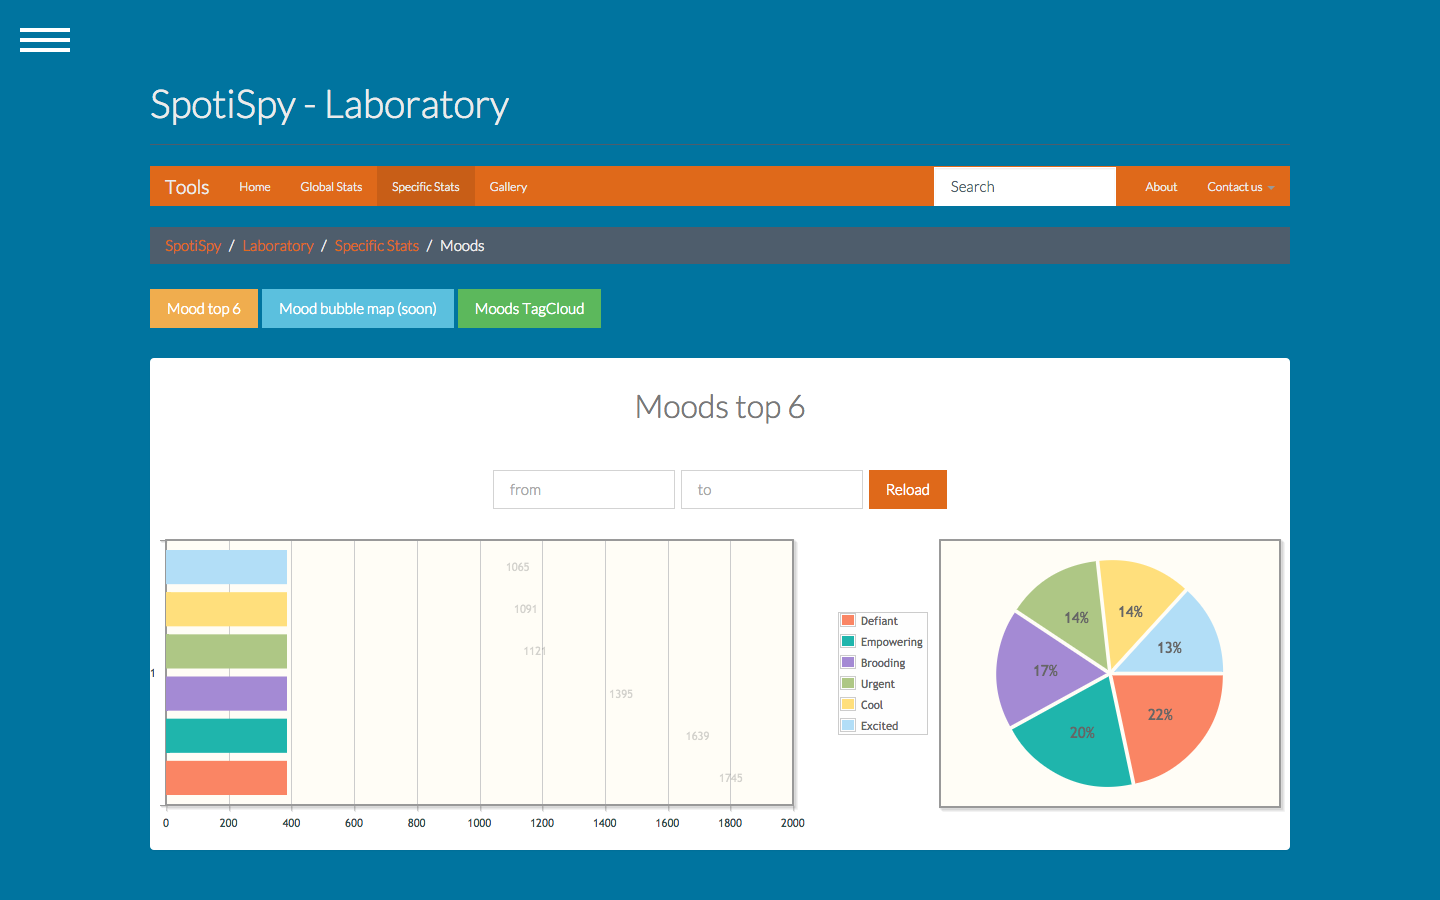 SpotiSpy - Laboratory
Tools Home Global Stats Specific Stats Gallery Search About Contact us
SpotiSpy / Laboratory / Specific Stats / Moods
Mood top 6 Mood bubble map (soon) Moods TagCloud
Moods top 6
from to Reload
1065
1091
1121
1395
1639
1745
1
0 200 400 600 800 1000 1200 1400 1600 1800 2000
Defiant
Empowering
Brooding
Urgent
Cool
Excited
14% 14%
13%
17%
22%
20%